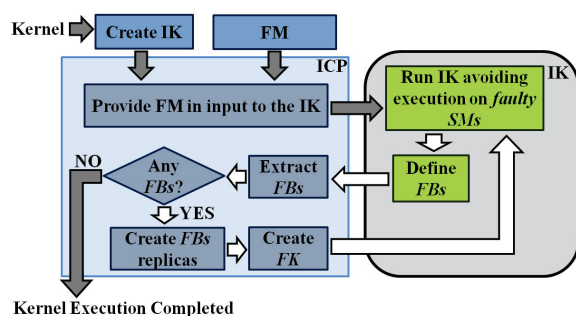 Kernel
Create IK
FM
ICP
IK
Provide FM in input to the IK
Run IK avoiding
execution on faulty
SMs
NO
Any
FBs?
Extract
FBs
Define
FBs
YES
Create FBs
replicas
Create
FK
Kernel Execution Completed